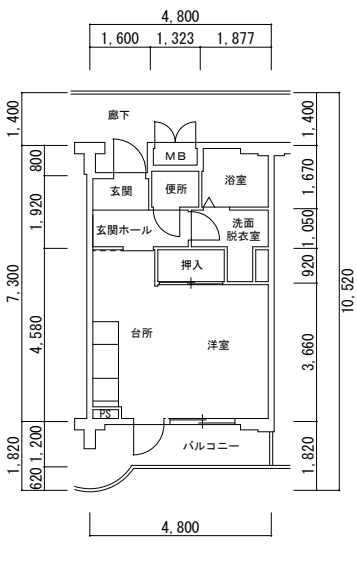 4,800
1,600 1,323 1,877
廊下
MB
玄関 便所 浴室
玄関ホール 洗面
脱衣室
押入
台所 洋室
PS
バルコニー
4,800
1,400
7,300
1,820
800
1,920
4,580
1,200
620
1,400
1,670
1,050
920
3,660
1,820
10,520